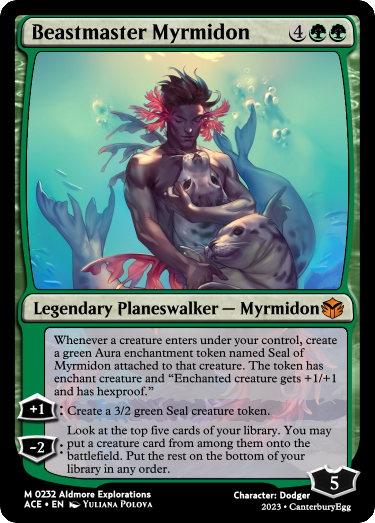 Beastmaster Myrmidon 4
Legendary Planeswalker — Myrmidon
Whenever a creature enters under your control, create
a green Aura enchantment token named Seal of
Myrmidon attached to that creature. The token has
enchant creature and “Enchanted creature gets +1/+1
and has hexproof.”
+1: Create a 3/2 green Seal creature token.
Look at the top five cards of your library. You may
-2: put a creature card from among them onto the
battlefield. Put the rest on the bottom of your
library in any order.
5
M 0232 Aldmore Explorations
ACE • EN Yuliana Polova
Character: Dodger
2023 • CanterburyEgg